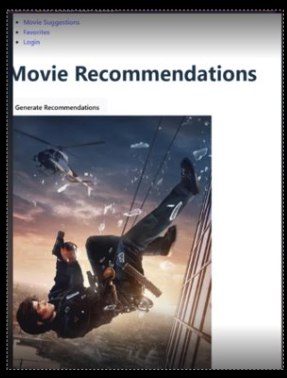 Movie Suggestions
Favorites
Login
Movie Recommendations
Generate Recommendations